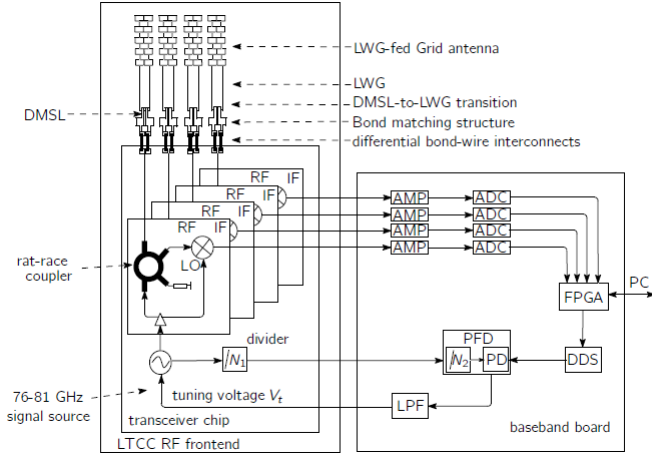 LWG-fed Grid antenna
LWG
DMSL-to-LWG transition
DMSL
Bond matching structure
differential bond-wire interconnects
RF IF
RF IF
RF IF
RF IF
LO
AMP ADC
AMP ADC
AMP ADC
AMP ADC
rat-race
coupler
FPGA
PC
divider
/N₁
PFD
/N₂ PD
DDS
76-81 GHz
signal source
tuning voltage Vₜ
LPF
transceiver chip
baseband board
LTCC RF frontend